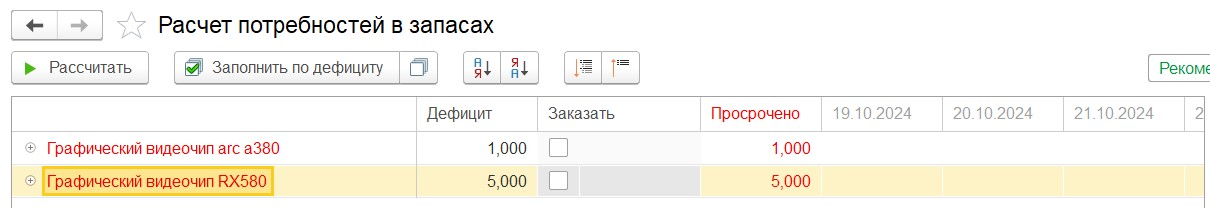 Расчет потребностей в запасах
Рассчитать Заполнить по дефициту А Я Я А
Дефицит Заказать Просрочено 19.10.2024 20.10.2024 21.10.2024 2
Графический видеочип arc a380 1,000 1,000
Графический видеочип RX580 5,000 5,000